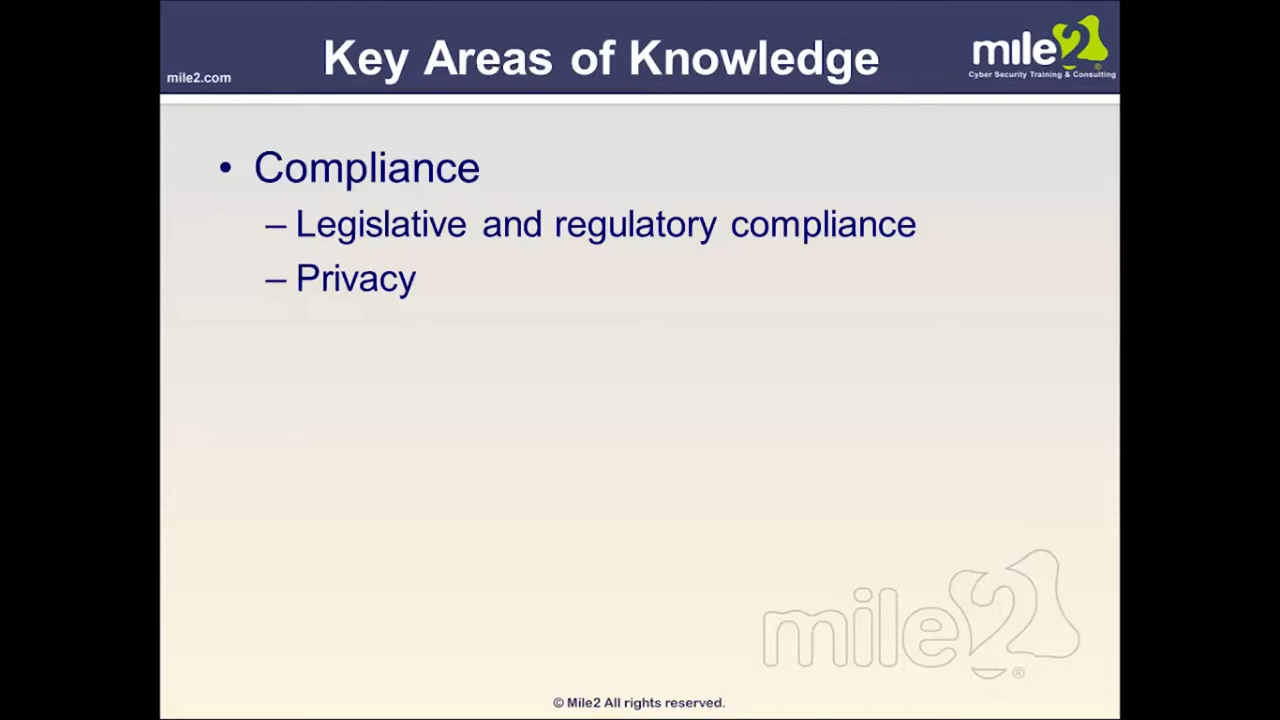 Key Areas of Knowledge
mile2.com
mile2
Cyber Security Training & Consulting
• Compliance
– Legislative and regulatory compliance
– Privacy
mile2
®
© Mile2 All rights reserved.